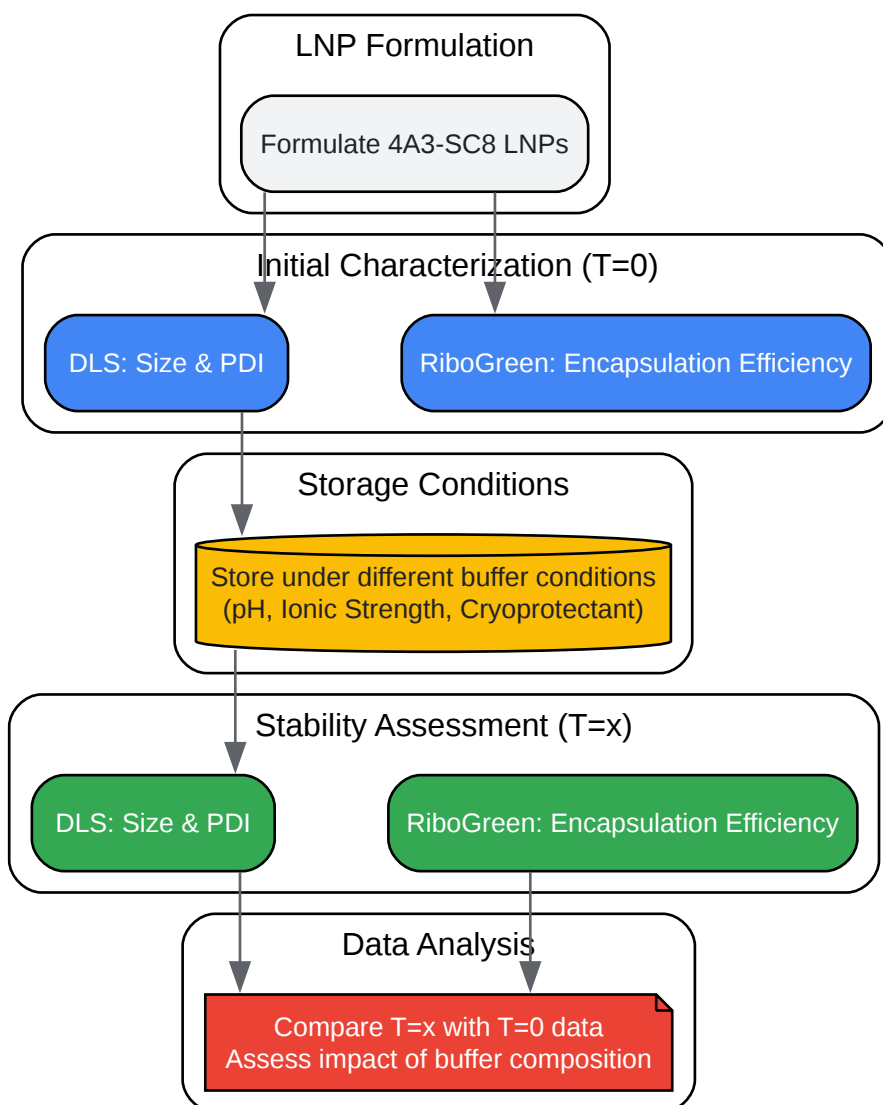 LNP Formulation
Formulate 4A3-SC8 LNPs
Initial Characterization (T=0)
DLS: Size & PDI
RiboGreen: Encapsulation Efficiency
Storage Conditions
Store under different buffer conditions
(pH, Ionic Strength, Cryoprotectant)
Stability Assessment (T=x)
DLS: Size & PDI
RiboGreen: Encapsulation Efficiency
Data Analysis
Compare T=x with T=0 data
Assess impact of buffer composition